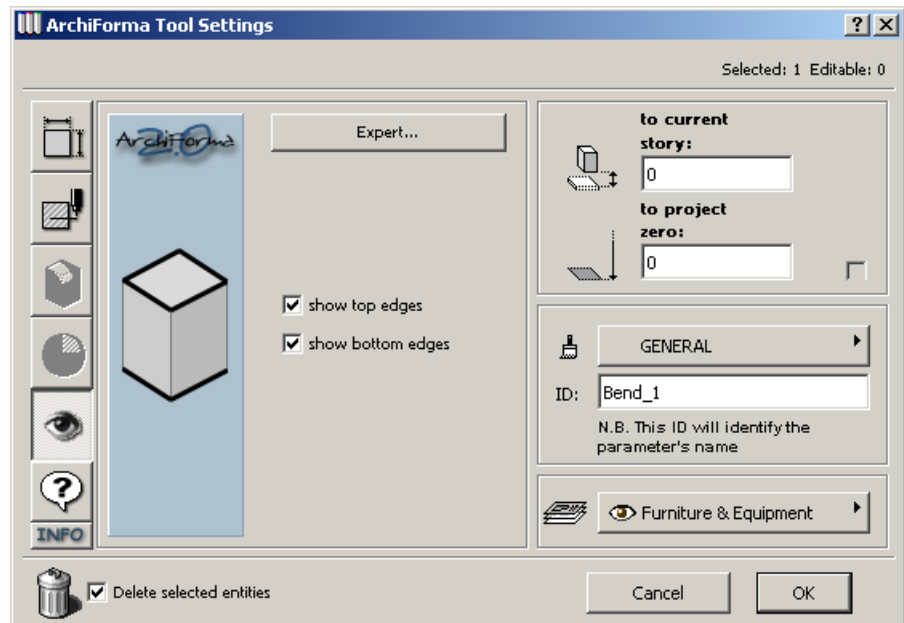 ArchiForma Tool Settings
Selected: 1 Editable: 0
ArchiForma
2.0
Expert...
show top edges
show bottom edges
to current
story:
0
to project
zero:
0
GENERAL
ID: Bend_1
N.B. This ID will identify the
parameter's name
Furniture & Equipment
INFO
Delete selected entities
Cancel
OK